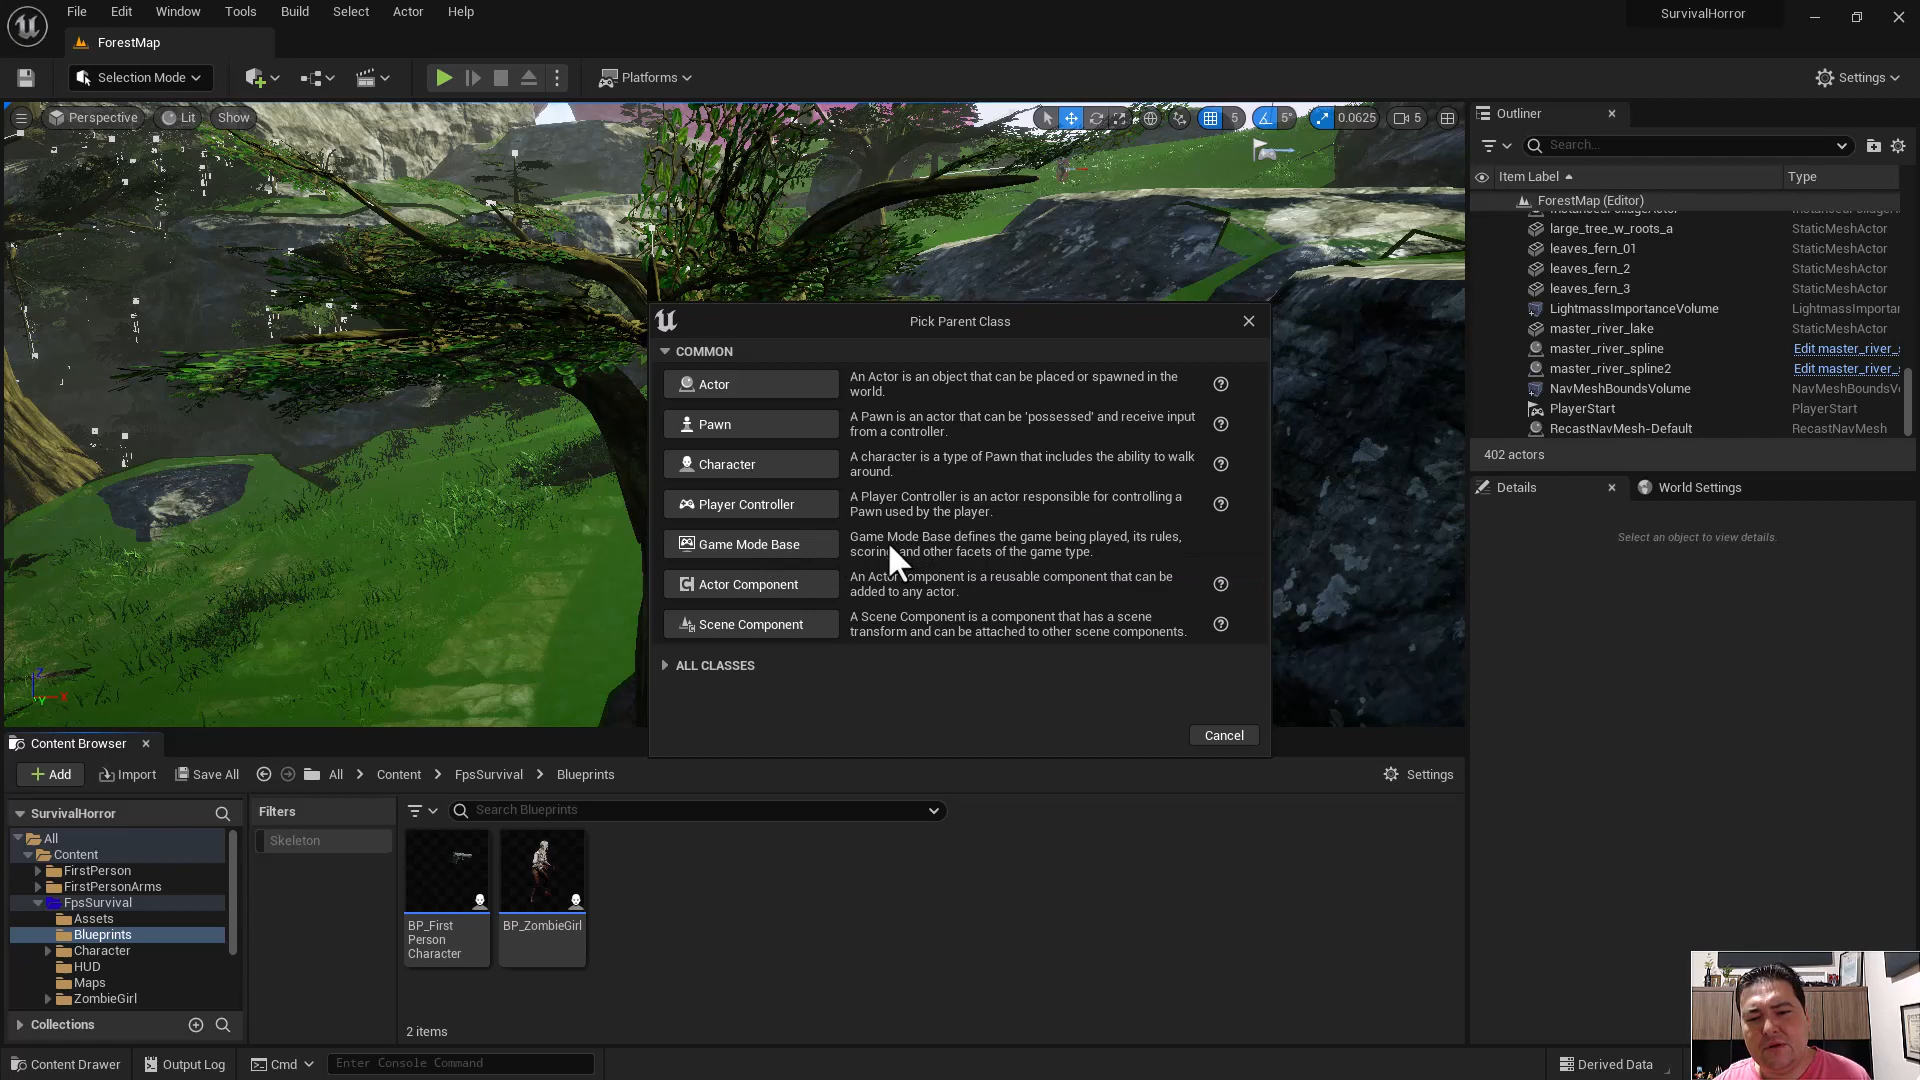 File Edit Window Tools Build Select Actor Help
SurvivalHorror
ForestMap
Selection Mode
Platforms
Settings
Perspective
Lit
Show
5
5°
0.0625
5
Outliner
Search...
Item Label
Type
ForestMap (Editor)
large_tree_w_roots_a StaticMeshActor
leaves_fern_01 StaticMeshActor
leaves_fern_2 StaticMeshActor
leaves_fern_3 StaticMeshActor
LightmassImportanceVolume LightmassImportar
master_river_lake StaticMeshActor
master_river_spline Edit master_river_s
master_river_spline2 Edit master_river_s
NavMeshBoundsVolume NavMeshBoundsV
PlayerStart PlayerStart
RecastNavMesh-Default RecastNavMesh
402 actors
Details
World Settings
Select an object to view details.
Pick Parent Class
COMMON
Actor
An Actor is an object that can be placed or spawned in the
world.
Pawn
A Pawn is an actor that can be 'possessed' and receive input
from a controller.
Character
A character is a type of Pawn that includes the ability to walk
around.
Player Controller
A Player Controller is an actor responsible for controlling a
Pawn used by the player.
Game Mode Base
Game Mode Base defines the game being played, its rules,
scoring and other facets of the game type.
Actor Component
An Actor Component is a reusable component that can be
added to any actor.
Scene Component
A Scene Component is a component that has a scene
transform and can be attached to other scene components.
ALL CLASSES
Cancel
Content Browser
Add
Import
Save All
All
Content
FpsSurvival
Blueprints
Settings
SurvivalHorror
All
Content
FirstPerson
FirstPersonArms
FpsSurvival
Assets
Blueprints
Character
HUD
Maps
ZombieGirl
Collections
Filters
Skeleton
Search Blueprints
BP_First
Person
Character
BP_ZombieGirl
2 items
Content Drawer
Output Log
Cmd
Enter Console Command
Derived Data